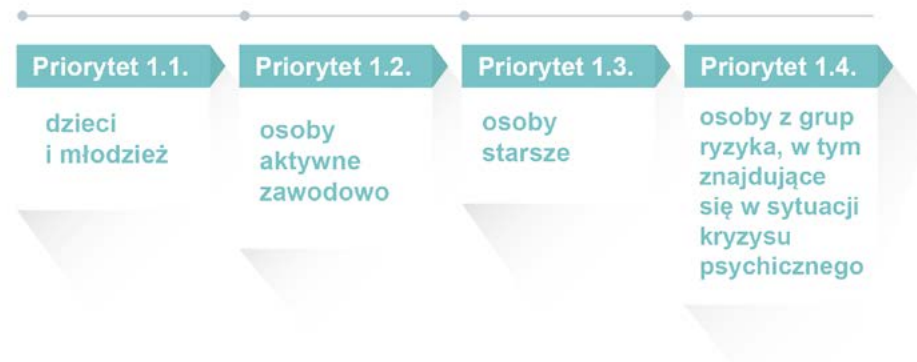 Priorytet 1.1.
dzieci
i młodzież
Priorytet 1.2.
osoby
aktywne
zawodowo
Priorytet 1.3.
osoby
starsze
Priorytet 1.4.
osoby z grup
ryzyka, w tym
znajdujące
się w sytuacji
kryzysu
psychicznego